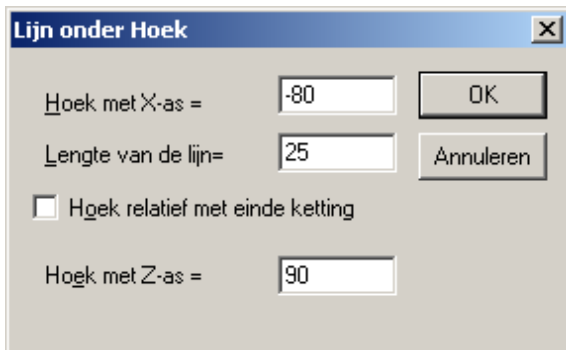 Lijn onder Hoek
Hoek met X-as = -80 OK
Lengte van de lijn= 25 Annuleren
Hoek relatief met einde ketting
Hoek met Z-as = 90